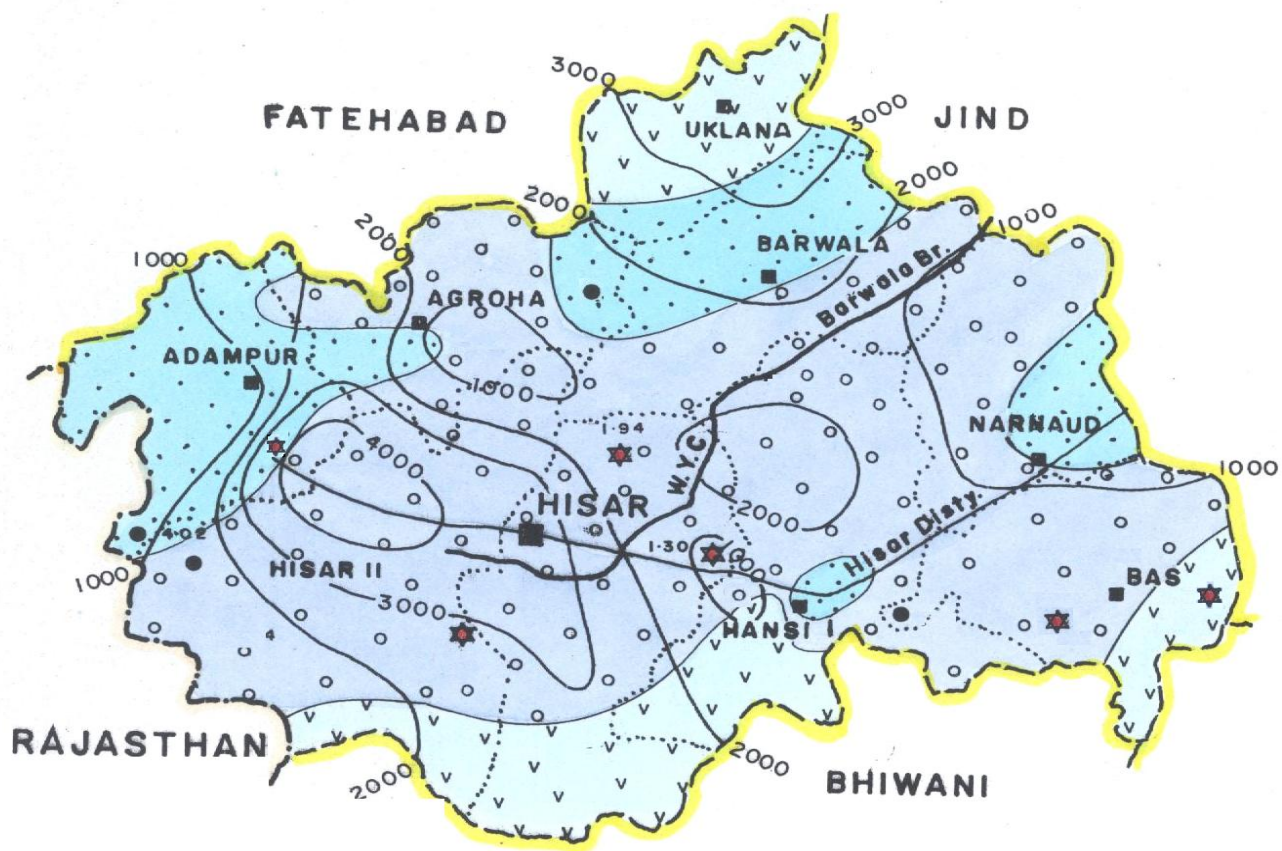 3000
UKLANA
3000
FATEHABAD
JIND
2000
2000
2000
1000
1000
BARWALA
Barwala Br.
AGROHA
ADAMPUR
1000
NARNAUD
1.94
4000
W.Y.C
1000
HISAR
2000
Hisar Disty
4.02
1.30
1000
HISAR II
BAS
3000
HANSI I
4
RAJASTHAN
2000
2000
BHIWANI